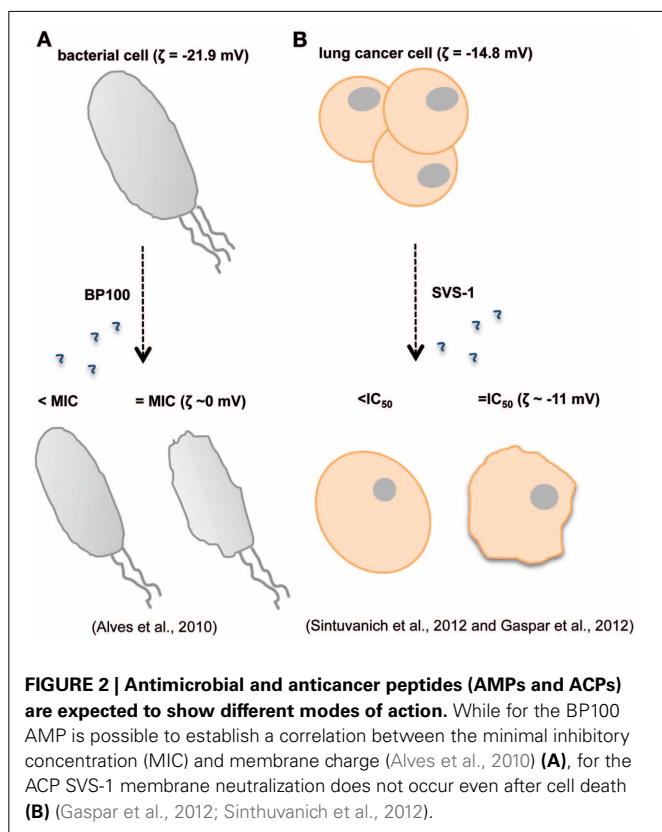 A
bacterial cell (ζ = -21.9 mV)
B
lung cancer cell (ζ = -14.8 mV)
BP100
SVS-1
< MIC
= MIC (ζ ~0 mV)
<IC50
=IC50 (ζ ~ -11 mV)
(Alves et al., 2010)
(Sintuvanich et al., 2012 and Gaspar et al., 2012)
FIGURE 2 | Antimicrobial and anticancer peptides (AMPs and ACPs)
are expected to show different modes of action. While for the BP100
AMP is possible to establish a correlation between the minimal inhibitory
concentration (MIC) and membrane charge (Alves et al., 2010) (A), for the
ACP SVS-1 membrane neutralization does not occur even after cell death
(B) (Gaspar et al., 2012; Sinthuvanich et al., 2012).